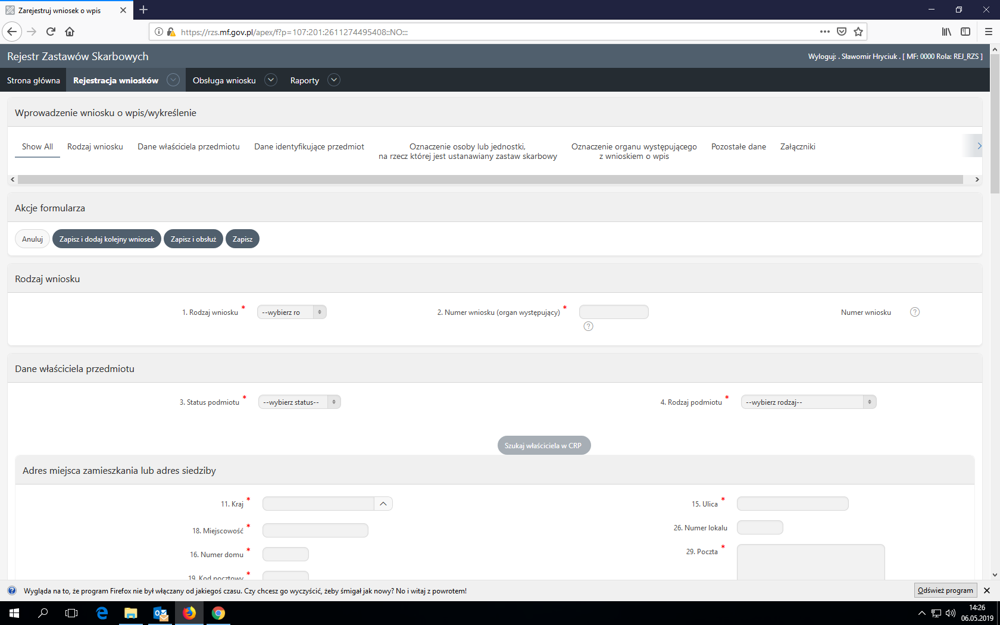 Zarejestruj wniosek o wpis
https://rzs.mf.gov.pl/apex/f?p=107:201:2611274495408::NO:::
Rejestr Zastawów Skarbowych
Wyloguj: . Sławomir Hryciuk . [ MF: 0000 Rola: REJ_RZS ]
Strona główna Rejestracja wniosków Obsługa wniosku Raporty
Wprowadzenie wniosku o wpis/wykreślenie
Show All Rodzaj wniosku Dane właściciela przedmiotu Dane identyfikujące przedmiot Oznaczenie osoby lub jednostki, Oznaczenie organu występującego Pozostałe dane Załączniki
na rzecz której jest ustanawiany zastaw skarbowy z wnioskiem o wpis
Akcje formularza
Anuluj Zapisz i dodaj kolejny wniosek Zapisz i obsłuż Zapisz
Rodzaj wniosku
1. Rodzaj wniosku * --wybierz ro 2. Numer wniosku (organ występujący) * Numer wniosku ?
?
Dane właściciela przedmiotu
3. Status podmiotu * --wybierz status-- 4. Rodzaj podmiotu * --wybierz rodzaj--
Szukaj właściciela w CRP
Adres miejsca zamieszkania lub adres siedziby
11. Kraj * 15. Ulica *
18. Miejscowość * 26. Numer lokalu
16. Numer domu * 29. Poczta *
19. Kod pocztowy *
Wygląda na to, że program Firefox nie był włączany od jakiegoś czasu. Czy chcesz go wyczyścić, żeby śmigał jak nowy? No i witaj z powrotem! Odśwież program
14:26
06.05.2019